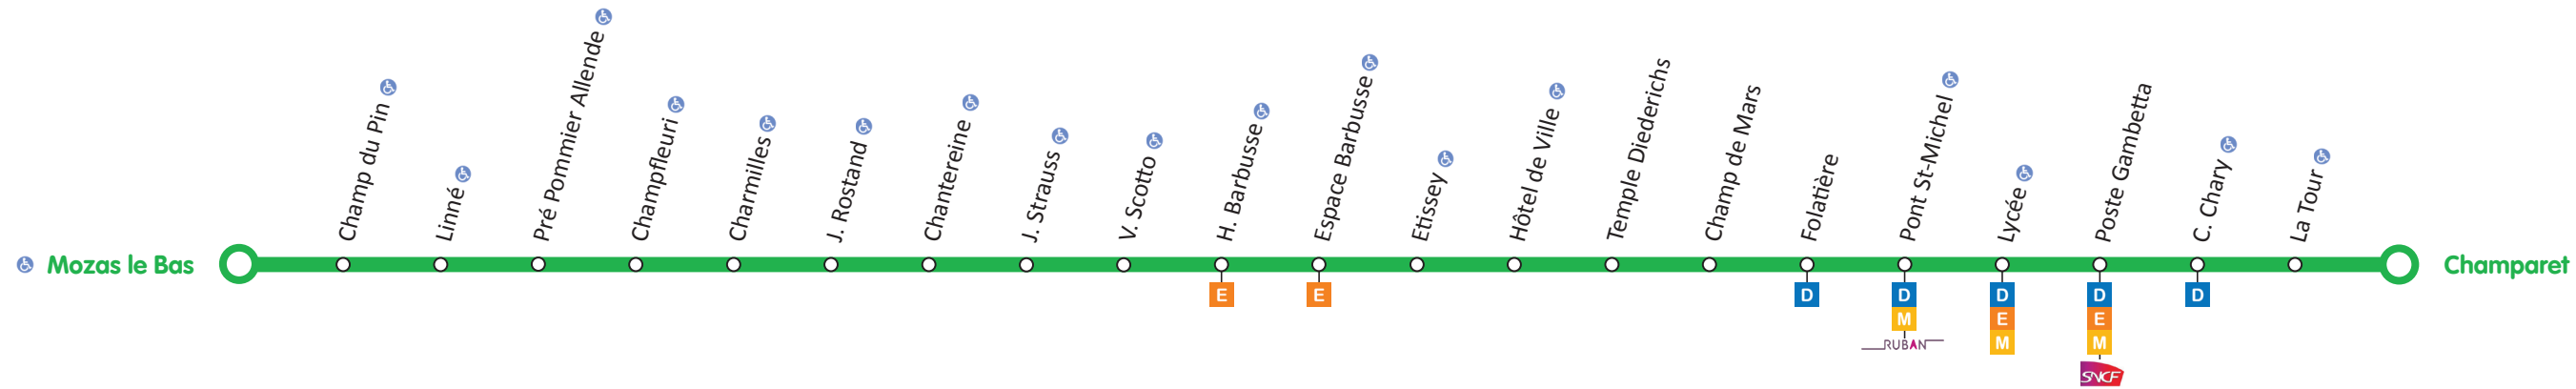 Mozas le Bas
Champ du Pin
Linné
Pré Pommier Allende
Champfleuri
Charmilles
J. Rostand
Chantereine
J. Strauss
V. Scotto
H. Barbusse
E
Espace Barbusse
E
Etissey
Hôtel de Ville
Temple Diederichs
Champ de Mars
Folatière
D
Pont St-Michel
D
M
RUBAN
Lycée
D
E
M
Poste Gambetta
D
E
M
SNCF
C. Chary
D
La Tour
Champaret